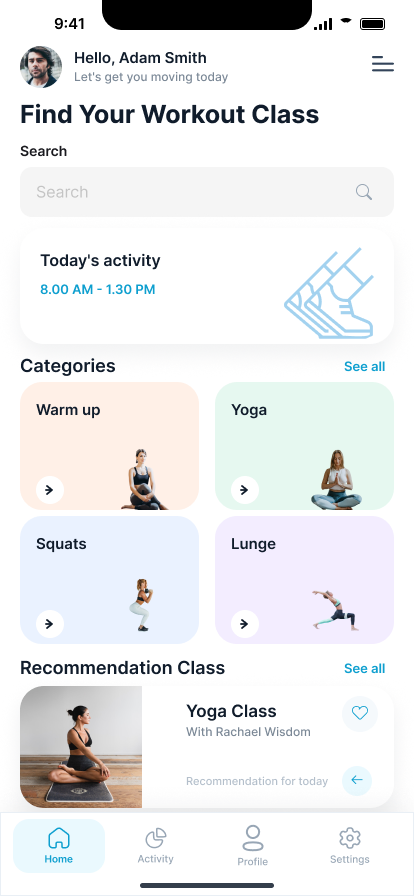 9:41
Hello, Adam Smith
Let's get you moving today
Find Your Workout Class
Search
Search
Today's activity
8.00 AM - 1.30 PM
Categories
See all
Warm up
Yoga
Squats
Lunge
Recommendation Class
See all
Yoga Class
With Rachael Wisdom
Recommendation for today
Home
Activity
Profile
Settings